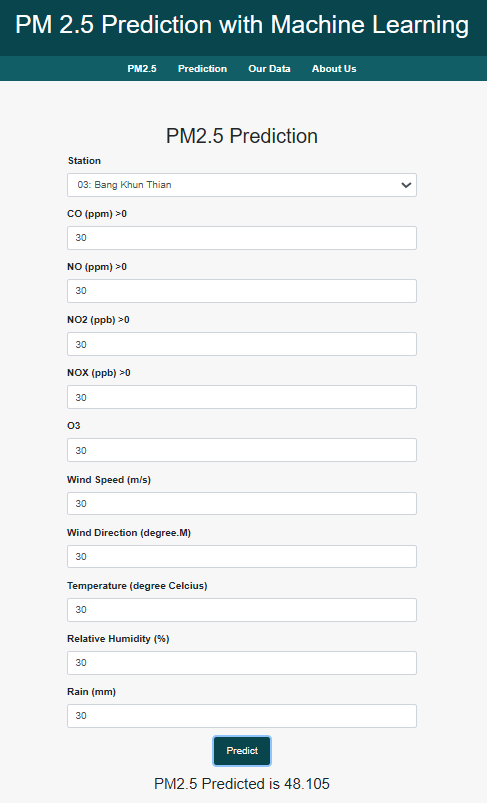 PM 2.5 Prediction with Machine Learning
PM2.5 Prediction Our Data About Us
PM2.5 Prediction
Station
03: Bang Khun Thian
CO (ppm) >0
30
NO (ppm) >0
30
NO2 (ppb) >0
30
NOX (ppb) >0
30
O3
30
Wind Speed (m/s)
30
Wind Direction (degree.M)
30
Temperature (degree Celcius)
30
Relative Humidity (%)
30
Rain (mm)
30
Predict
PM2.5 Predicted is 48.105